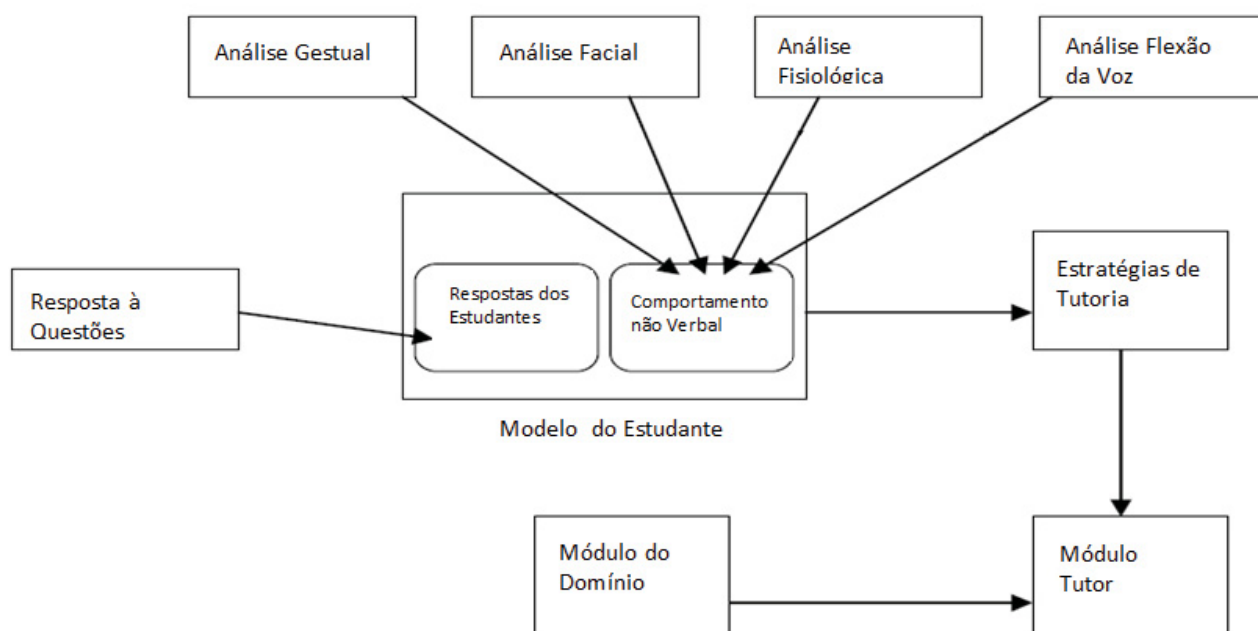 Análise Gestual
Análise Facial
Análise
Fisiológica
Análise Flexão
da Voz
Resposta à
Questões
Respostas dos
Estudantes
Comportamento
não Verbal
Estratégias de
Tutoria
Modelo do Estudante
Módulo do
Domínio
Módulo
Tutor